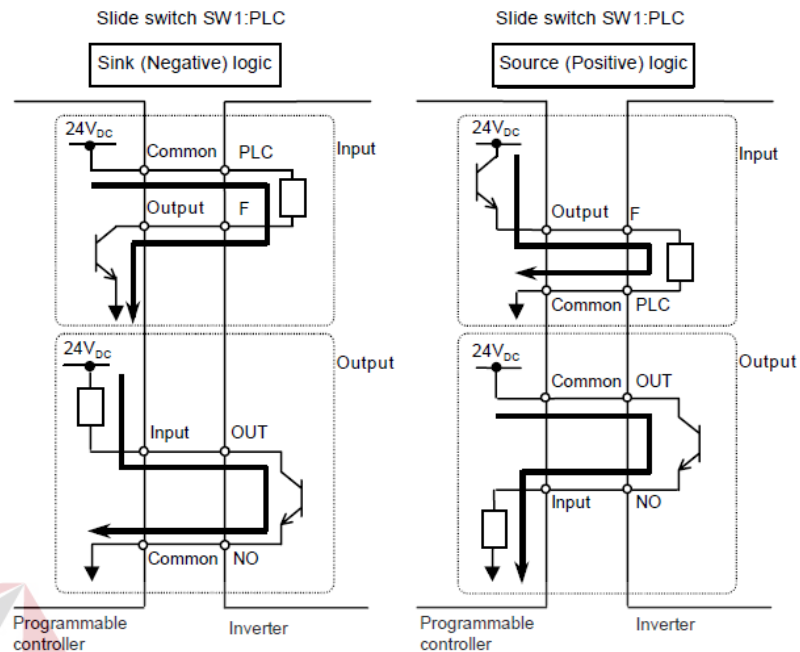 Slide switch SW1:PLC
Sink (Negative) logic
24VDC
Common PLC
Input
Output F
24VDC
Output
Input OUT
Common NO
Programmable
controller
Inverter
Slide switch SW1:PLC
Source (Positive) logic
24VDC
Input
Output F
Common PLC
24VDC
Output
Common OUT
Input NO
Programmable
controller
Inverter